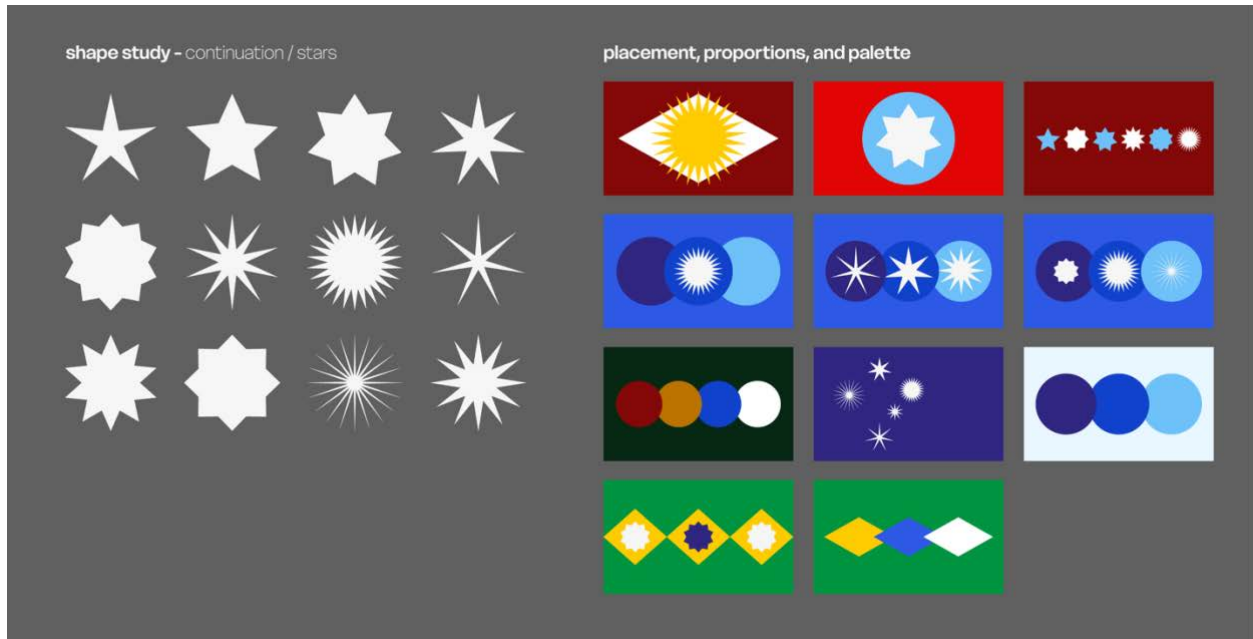 shape study - continuation / stars
placement, proportions, and palette